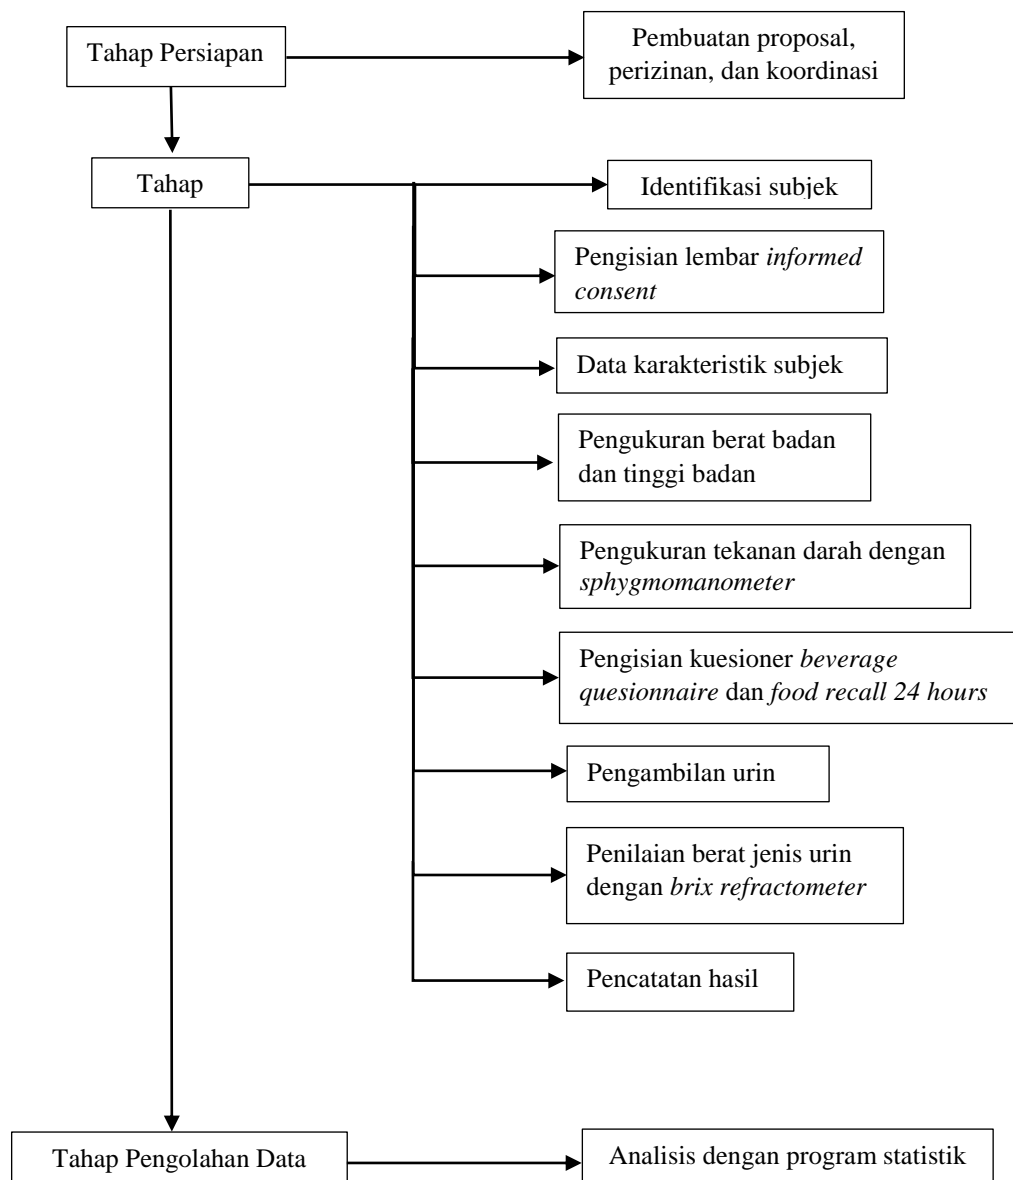 Tahap Persiapan
Pembuatan proposal,
perizinan, dan koordinasi
Tahap
Identifikasi subjek
Pengisian lembar informed
consent
Data karakteristik subjek
Pengukuran berat badan
dan tinggi badan
Pengukuran tekanan darah dengan
sphygmomanometer
Pengisian kuesioner beverage
quesionnaire dan food recall 24 hours
Pengambilan urin
Penilaian berat jenis urin
dengan brix refractometer
Pencatatan hasil
Tahap Pengolahan Data
Analisis dengan program statistik